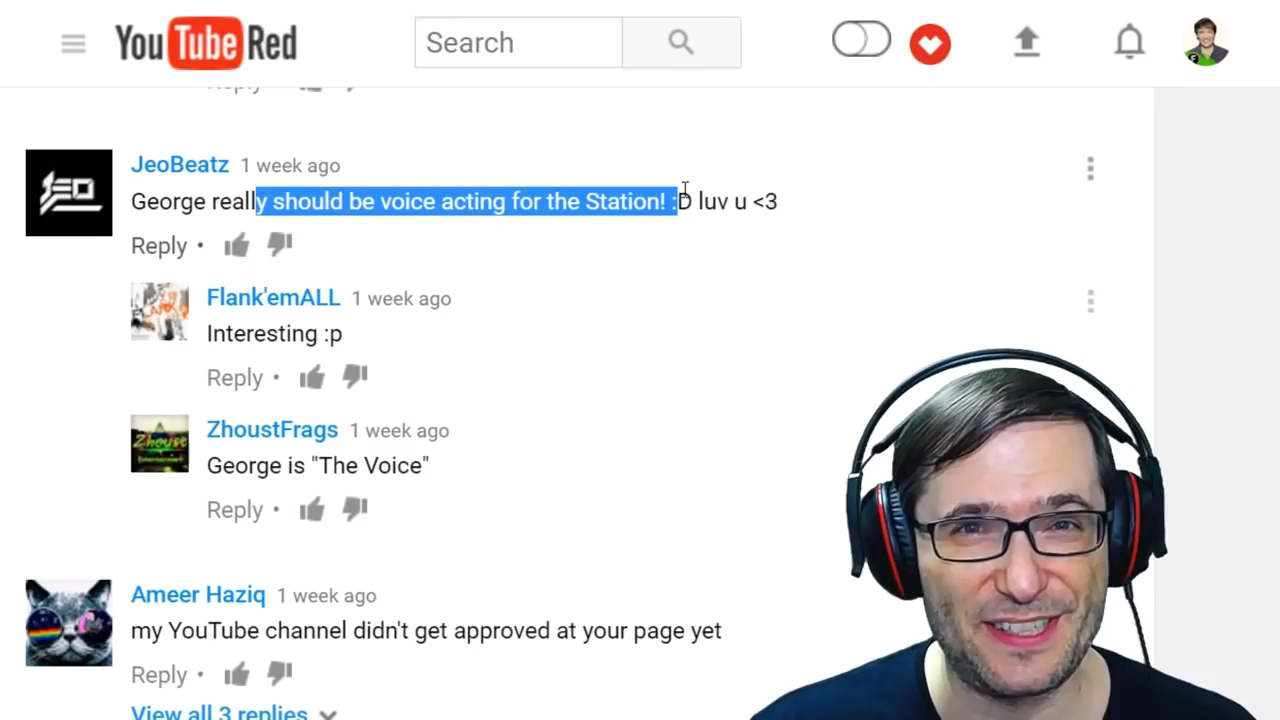 YouTube Red
Search
Reply
JeoBeatz 1 week ago
George really should be voice acting for the Station! :D luv u <3
Reply •
Flank'emALL 1 week ago
Interesting :p
Reply •
ZhoustFrags 1 week ago
George is "The Voice"
Reply •
Ameer Haziq 1 week ago
my YouTube channel didn't get approved at your page yet
Reply •
View all 3 replies